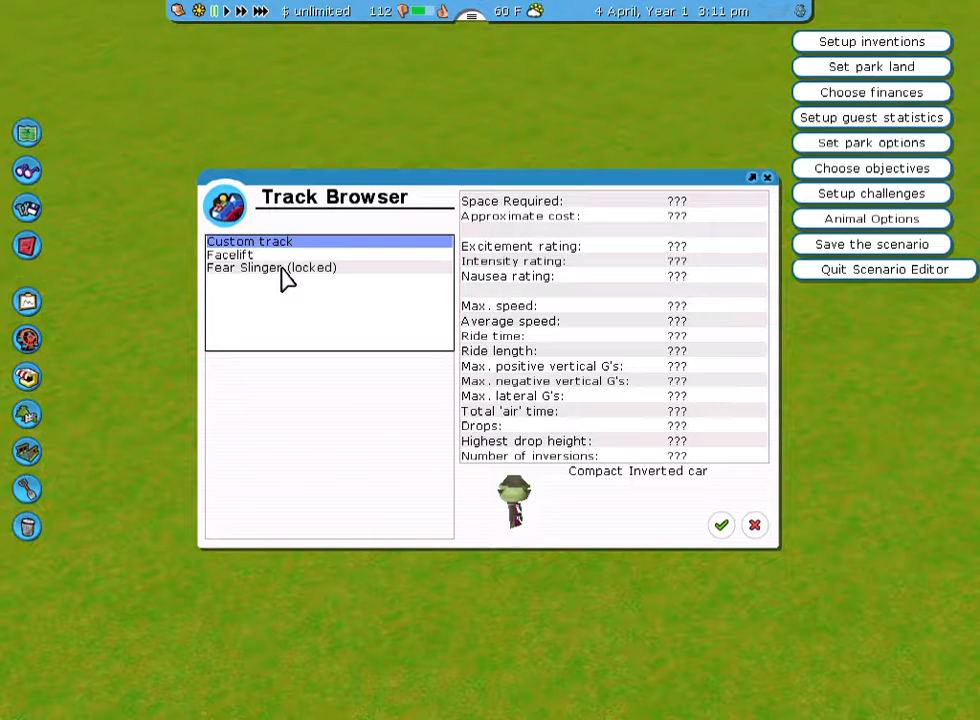 $ unlimited 112 60 F 4 April, Year 1 3:11 pm
Setup inventions
Set park land
Choose finances
Setup guest statistics
Set park options
Choose objectives
Setup challenges
Animal Options
Save the scenario
Quit Scenario Editor
Track Browser
Custom track
Facelift
Fear Slinger (locked)
Space Required: ???
Approximate cost: ???
Excitement rating: ???
Intensity rating: ???
Nausea rating: ???
Max. speed: ???
Average speed: ???
Ride time: ???
Ride length: ???
Max. positive vertical G's: ???
Max. negative vertical G's: ???
Max. lateral G's: ???
Total 'air' time: ???
Drops: ???
Highest drop height: ???
Number of inversions: ???
Compact Inverted car